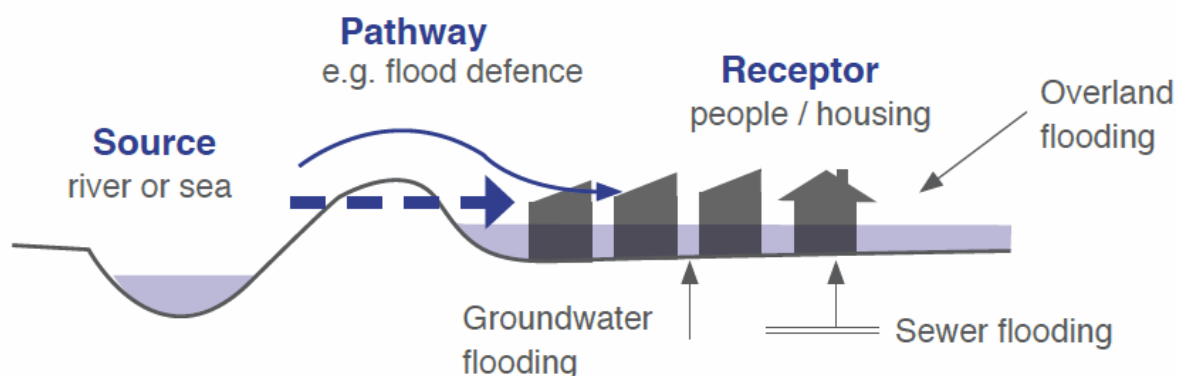 Pathway
e.g. flood defence
Source
river or sea
Receptor
people / housing
Overland
flooding
Groundwater
flooding
Sewer flooding